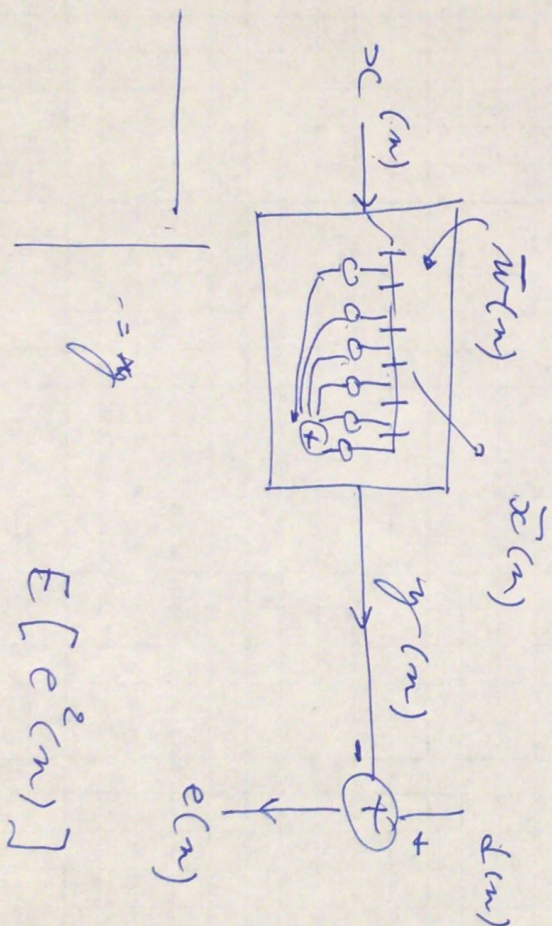 w̄(n)
x̄(n)
d(n)
x(n)
y(n)
-
+
+
+
e(n)
E[e²(n)]